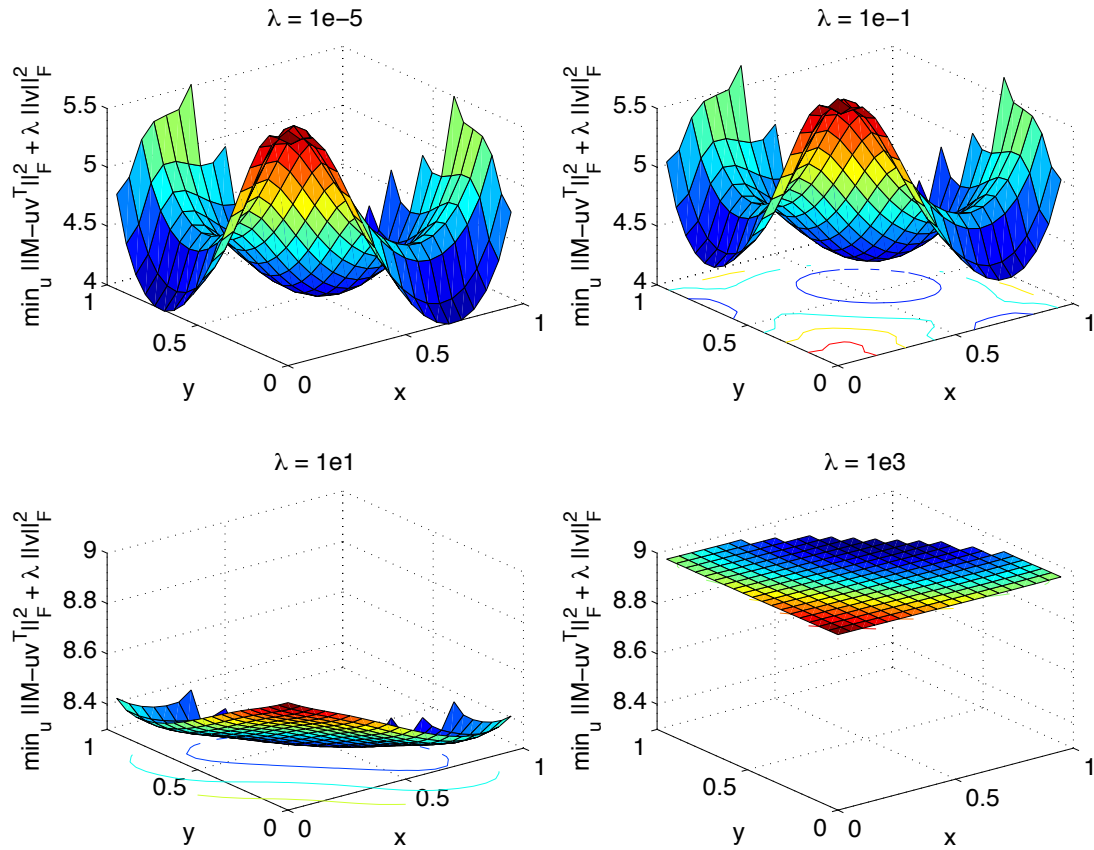 λ = 1e−5
min_u ||M−uv^T||_F^2 + λ ||v||_F^2
5.5
5
4.5
4
1
0.5
0
y
0
0.5
1
x
λ = 1e−1
min_u ||M−uv^T||_F^2 + λ ||v||_F^2
5.5
5
4.5
4
1
0.5
0
y
0
0.5
1
x
λ = 1e1
min_u ||M−uv^T||_F^2 + λ ||v||_F^2
9
8.8
8.6
8.4
1
0.5
0
y
0
0.5
1
x
λ = 1e3
min_u ||M−uv^T||_F^2 + λ ||v||_F^2
9
8.8
8.6
8.4
1
0.5
0
y
0
0.5
1
x